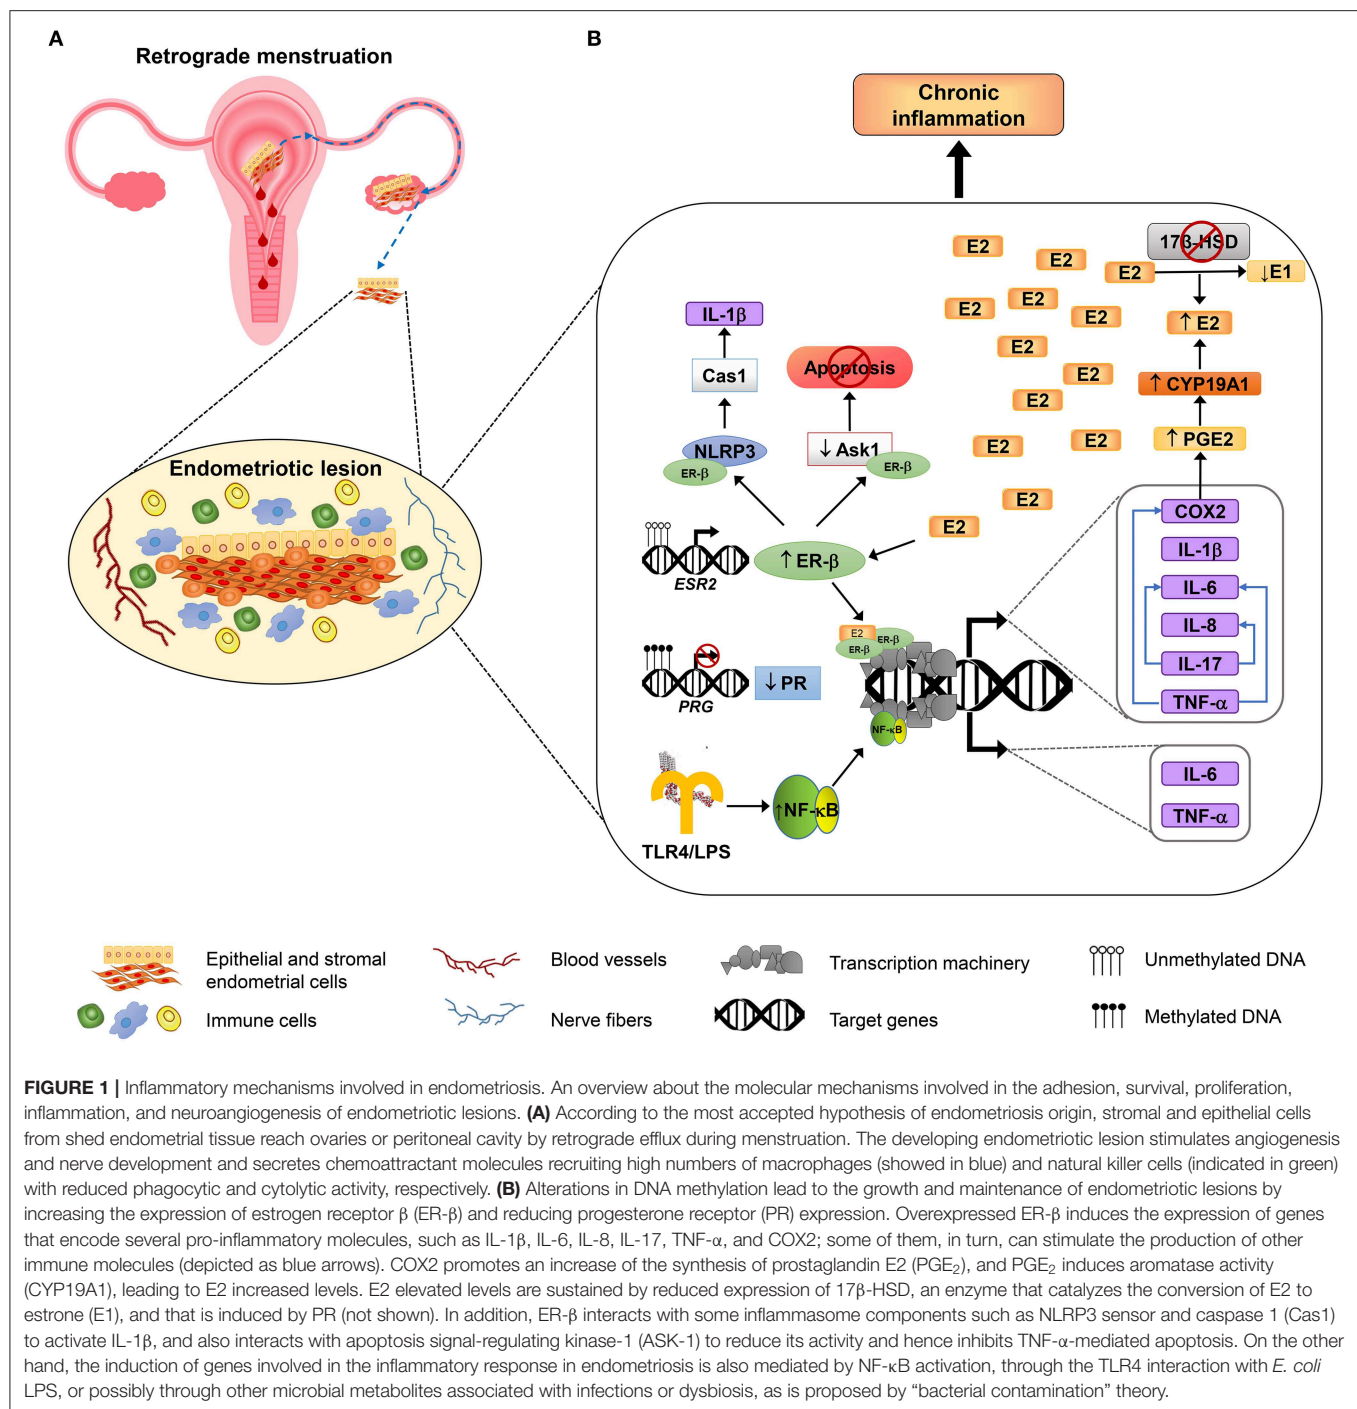 A
Retrograde menstruation
Endometriotic lesion
B
Chronic
inflammation
17β-HSD
E2
E2
E2
↓E1
E2
E2
E2
↑ E2
E2
E2
↑ CYP19A1
E2
E2
↑ PGE2
E2
E2
E2
E2
IL-1β
Cas1
Apoptosis
NLRP3
ER-β
↓ Ask1
ER-β
ESR2
↑ ER-β
E2
ER-β
ER-β
PRG
↓ PR
NF-κB
TLR4/LPS
↑NF-κB
COX2
IL-1β
IL-6
IL-8
IL-17
TNF-α
IL-6
TNF-α
Epithelial and stromal
endometrial cells
Blood vessels
Transcription machinery
Unmethylated DNA
Immune cells
Nerve fibers
Target genes
Methylated DNA
FIGURE 1 | Inflammatory mechanisms involved in endometriosis. An overview about the molecular mechanisms involved in the adhesion, survival, proliferation,
inflammation, and neuroangiogenesis of endometriotic lesions. (A) According to the most accepted hypothesis of endometriosis origin, stromal and epithelial cells
from shed endometrial tissue reach ovaries or peritoneal cavity by retrograde efflux during menstruation. The developing endometriotic lesion stimulates angiogenesis
and nerve development and secretes chemoattractant molecules recruiting high numbers of macrophages (showed in blue) and natural killer cells (indicated in green)
with reduced phagocytic and cytolytic activity, respectively. (B) Alterations in DNA methylation lead to the growth and maintenance of endometriotic lesions by
increasing the expression of estrogen receptor β (ER-β) and reducing progesterone receptor (PR) expression. Overexpressed ER-β induces the expression of genes
that encode several pro-inflammatory molecules, such as IL-1β, IL-6, IL-8, IL-17, TNF-α, and COX2; some of them, in turn, can stimulate the production of other
immune molecules (depicted as blue arrows). COX2 promotes an increase of the synthesis of prostaglandin E2 (PGE₂), and PGE₂ induces aromatase activity
(CYP19A1), leading to E2 increased levels. E2 elevated levels are sustained by reduced expression of 17β-HSD, an enzyme that catalyzes the conversion of E2 to
estrone (E1), and that is induced by PR (not shown). In addition, ER-β interacts with some inflammasome components such as NLRP3 sensor and caspase 1 (Cas1)
to activate IL-1β, and also interacts with apoptosis signal-regulating kinase-1 (ASK-1) to reduce its activity and hence inhibits TNF-α-mediated apoptosis. On the other
hand, the induction of genes involved in the inflammatory response in endometriosis is also mediated by NF-κB activation, through the TLR4 interaction with E. coli
LPS, or possibly through other microbial metabolites associated with infections or dysbiosis, as is proposed by “bacterial contamination” theory.